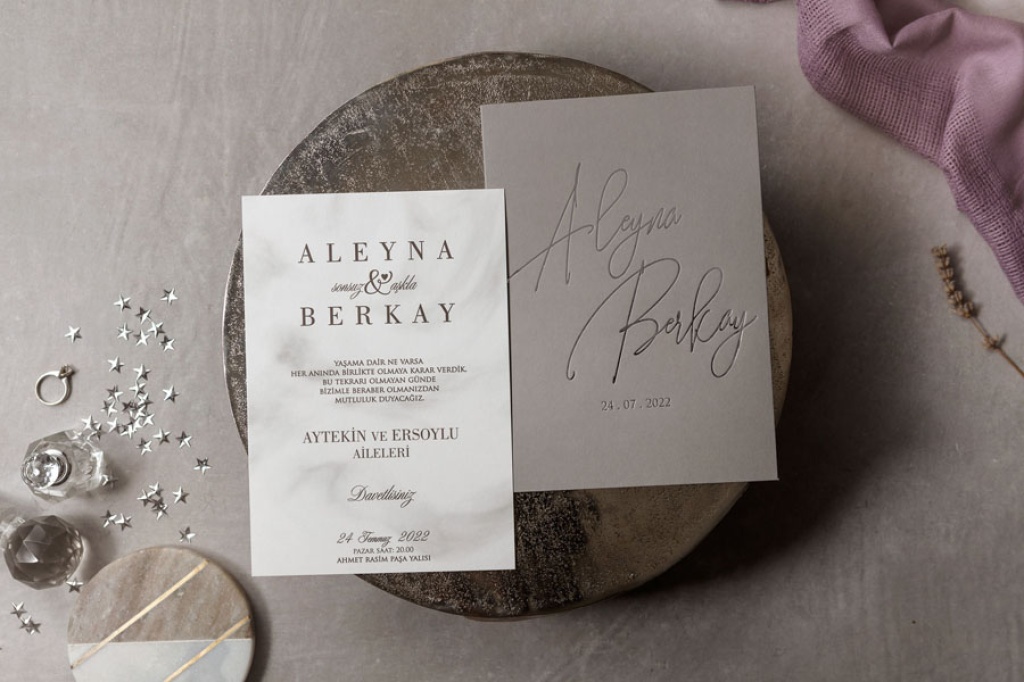 ALEYNA
sonsuz & aşkla
BERKAY
YAŞAMA DAİR NE VARSA
HER ANINDA BİRLİKTE OLMAYA KARAR VERDİK.
BU TEKRARI OLMAYAN GÜNDE
BİZİMLE BERABER OLMANIZDAN
MUTLULUK DUYACAĞIZ.
AYTEKİN VE ERSOYLU
AİLELERİ
Davetlisiniz
24 Temmuz 2022
PAZAR SAAT: 20.00
AHMET RASİM PAŞA YALISI
Aleyna
Berkay
24 . 07 . 2022